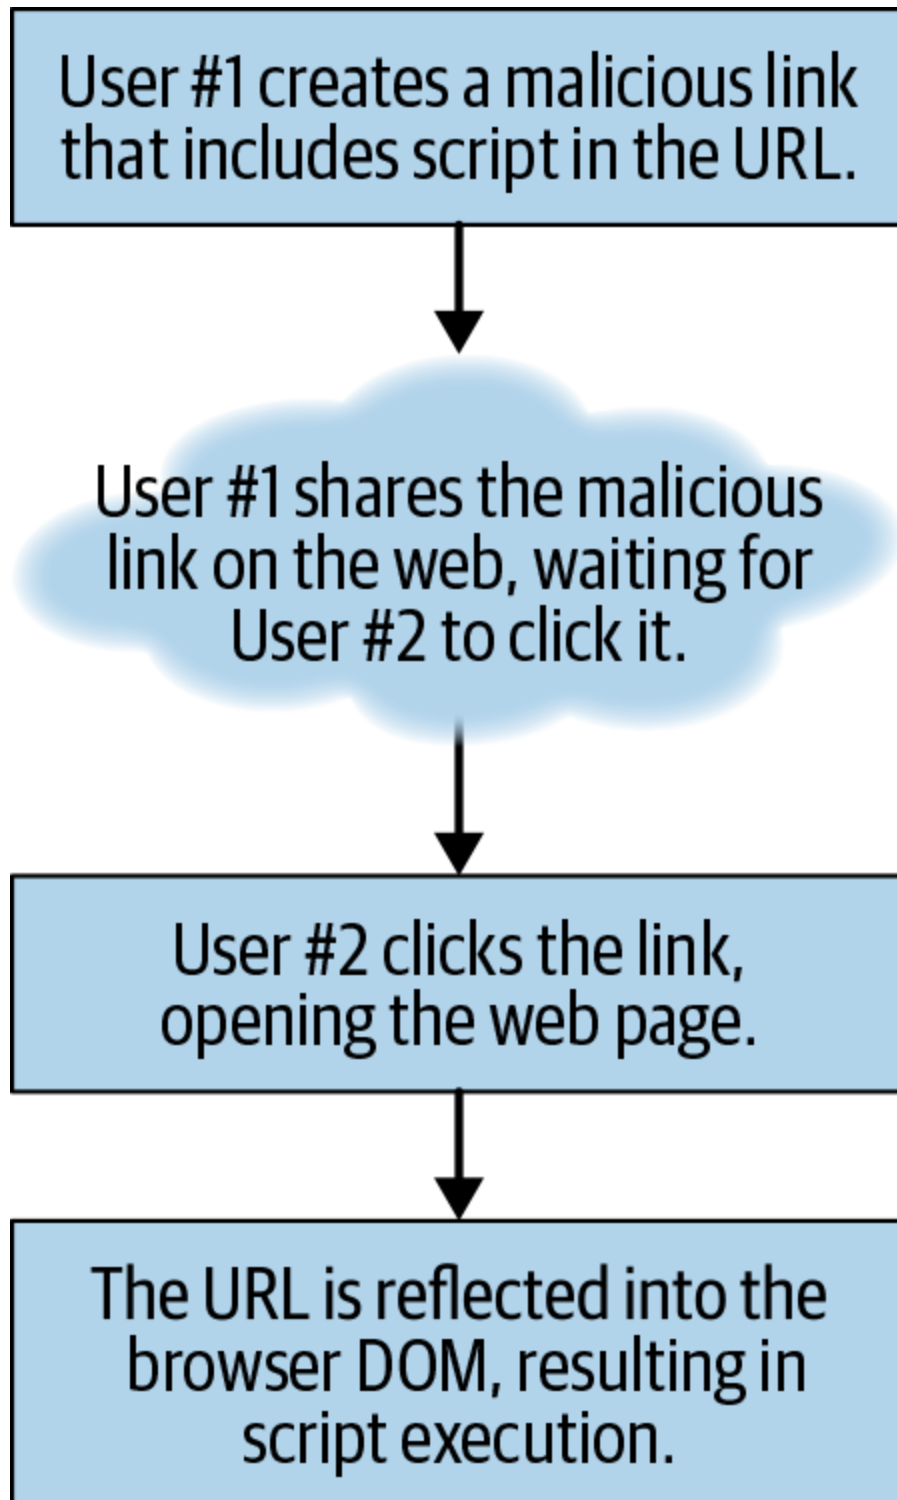 User #1 creates a malicious link
that includes script in the URL.
User #1 shares the malicious
link on the web, waiting for
User #2 to click it.
User #2 clicks the link,
opening the web page.
The URL is reflected into the
browser DOM, resulting in
script execution.